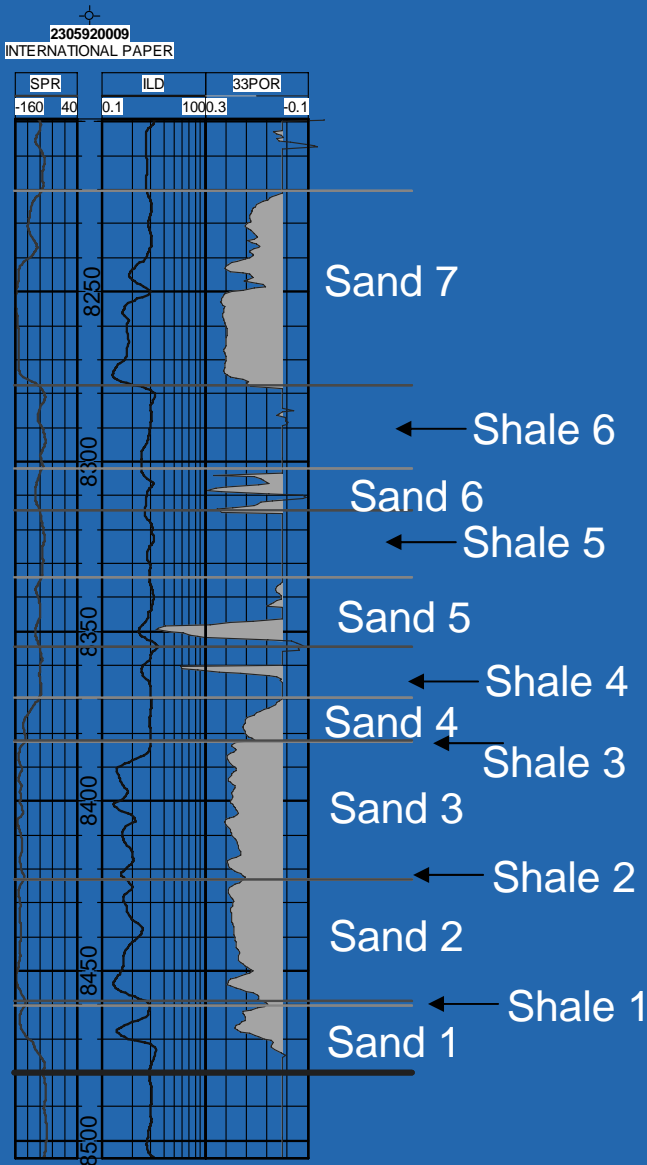 2305920009
INTERNATIONAL PAPER
SPR ILD 33POR
-160 40 0.1 100 0.3 -0.1
Sand 7
8250
Shale 6
8300
Sand 6
Shale 5
Sand 5
8350
Shale 4
Sand 4
Shale 3
Sand 3
8400
Shale 2
Sand 2
8450
Shale 1
Sand 1
8500